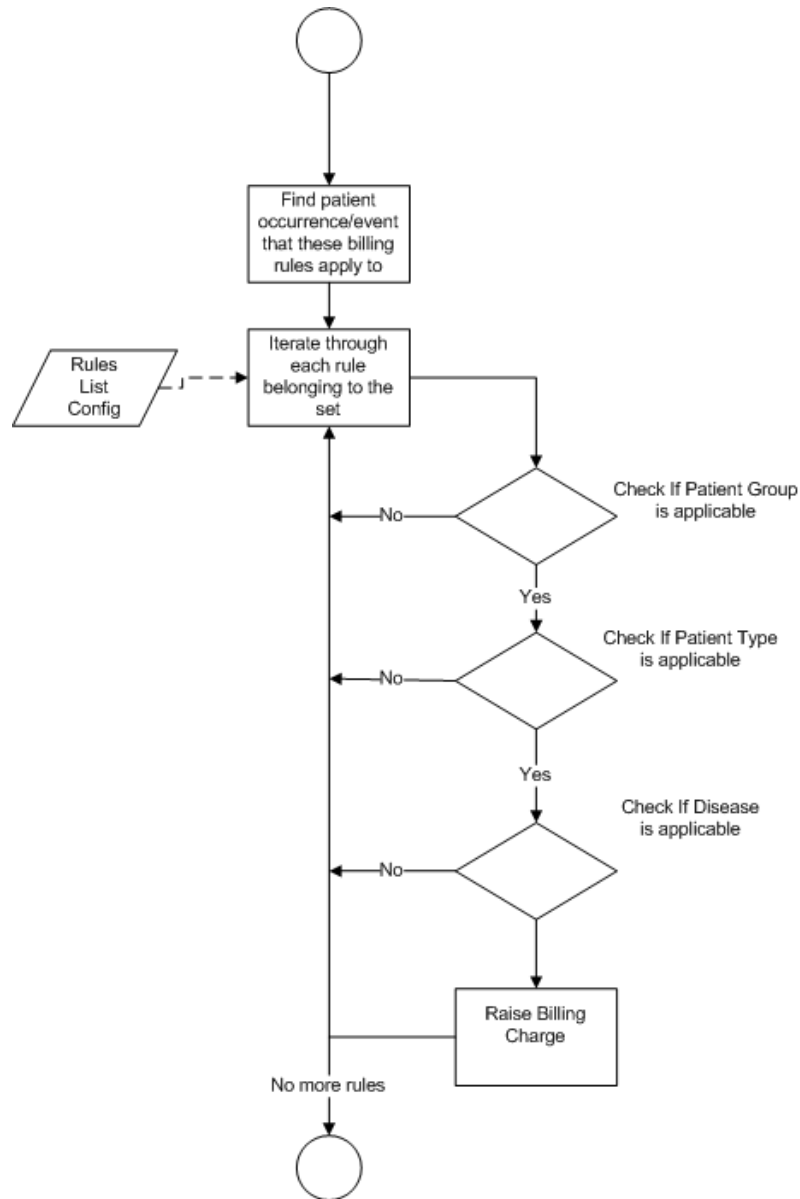 Find patient
occurrence/event
that these billing
rules apply to
Rules
List
Config
Iterate through
each rule
belonging to the
set
Check If Patient Group
is applicable
No
Yes
Check If Patient Type
is applicable
No
Yes
Check If Disease
is applicable
No
Raise Billing
Charge
No more rules